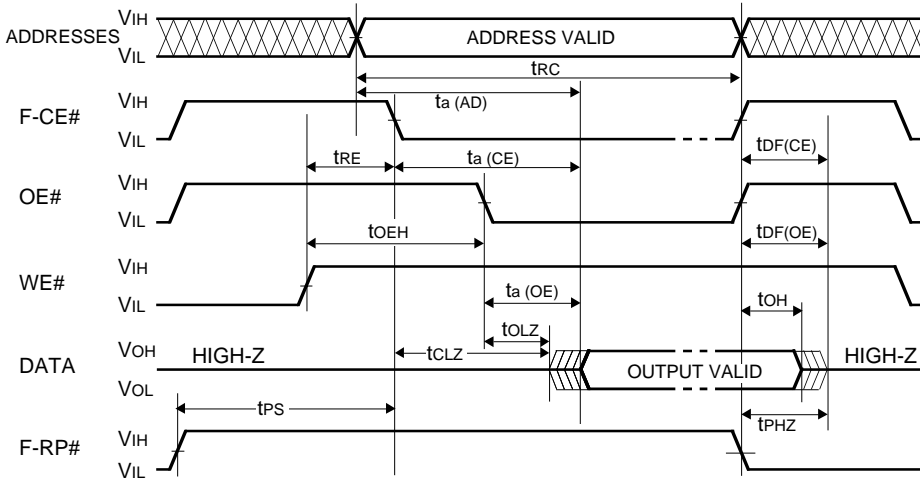 ADDRESSES VIH VIL ADDRESS VALID
tRC
ta (AD)
F-CE# VIH VIL
tRE ta (CE) tDF(CE)
OE# VIH VIL
tOEH tDF(OE)
WE# VIH VIL
ta (OE) tOH
tOLZ
tCLZ
DATA VOH VOL HIGH-Z OUTPUT VALID HIGH-Z
tPS tPHZ
F-RP# VIH VIL